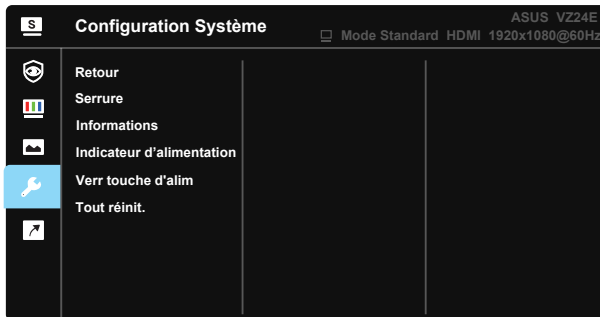 S
Configuration Système
ASUS VZ24E
Mode Standard HDMI 1920x1080@60Hz
Retour
Serrure
Informations
Indicateur d’alimentation
Verr touche d'alim
Tout réinit.